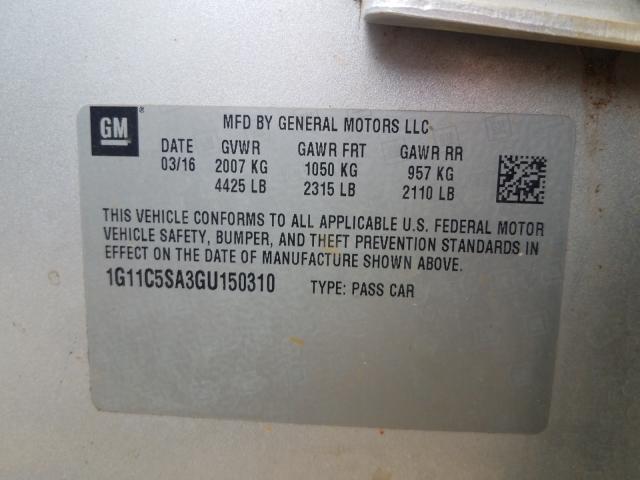 GM ®
MFD BY GENERAL MOTORS LLC
DATE GVWR GAWR FRT GAWR RR
03/16 2007 KG 1050 KG 957 KG
4425 LB 2315 LB 2110 LB
THIS VEHICLE CONFORMS TO ALL APPLICABLE U.S. FEDERAL MOTOR
VEHICLE SAFETY, BUMPER, AND THEFT PREVENTION STANDARDS IN
EFFECT ON THE DATE OF MANUFACTURE SHOWN ABOVE.
1G11C5SA3GU150310 TYPE: PASS CAR